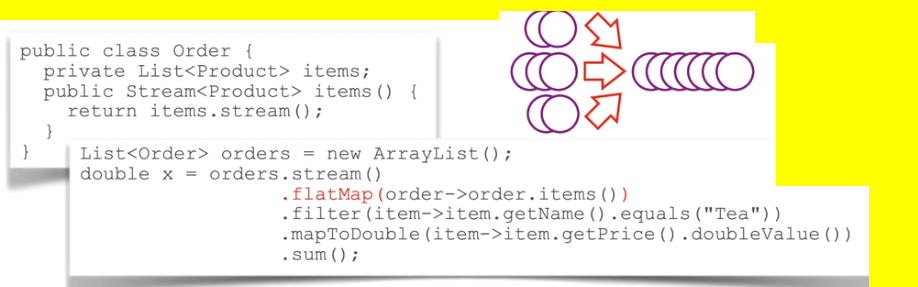 public class Order {
  private List<Product> items;
  public Stream<Product> items() {
    return items.stream();
  }
}
List<Order> orders = new ArrayList();
double x = orders.stream()
                 .flatMap(order->order.items())
                 .filter(item->item.getName().equals("Tea"))
                 .mapToDouble(item->item.getPrice().doubleValue())
                 .sum();